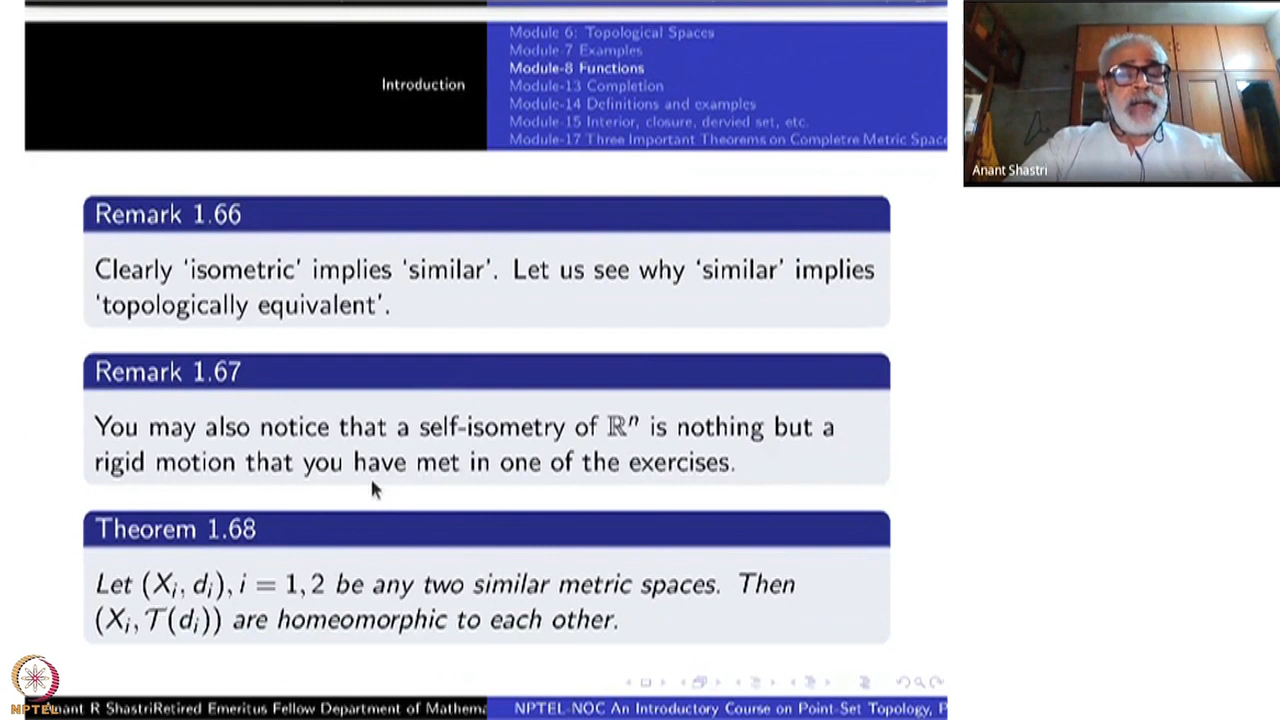 Introduction
Module 6: Topological Spaces
Module-7 Examples
Module-8 Functions
Module-13 Completion
Module-14 Definitions and examples
Module-15 Interior, closure, dervied set, etc.
Module-17 Three Important Theorems on Completre Metric Space
Anant Shastri
Remark 1.66
Clearly ‘isometric’ implies ‘similar’. Let us see why ‘similar’ implies
‘topologically equivalent’.
Remark 1.67
You may also notice that a self-isometry of ℝⁿ is nothing but a
rigid motion that you have met in one of the exercises.
Theorem 1.68
Let (Xᵢ, dᵢ), i = 1, 2 be any two similar metric spaces. Then
(Xᵢ, 𝒯(dᵢ)) are homeomorphic to each other.
NPTEL
Anant R ShastriRetired Emeritus Fellow Department of Mathema
NPTEL-NOC An Introductory Course on Point-Set Topology, P